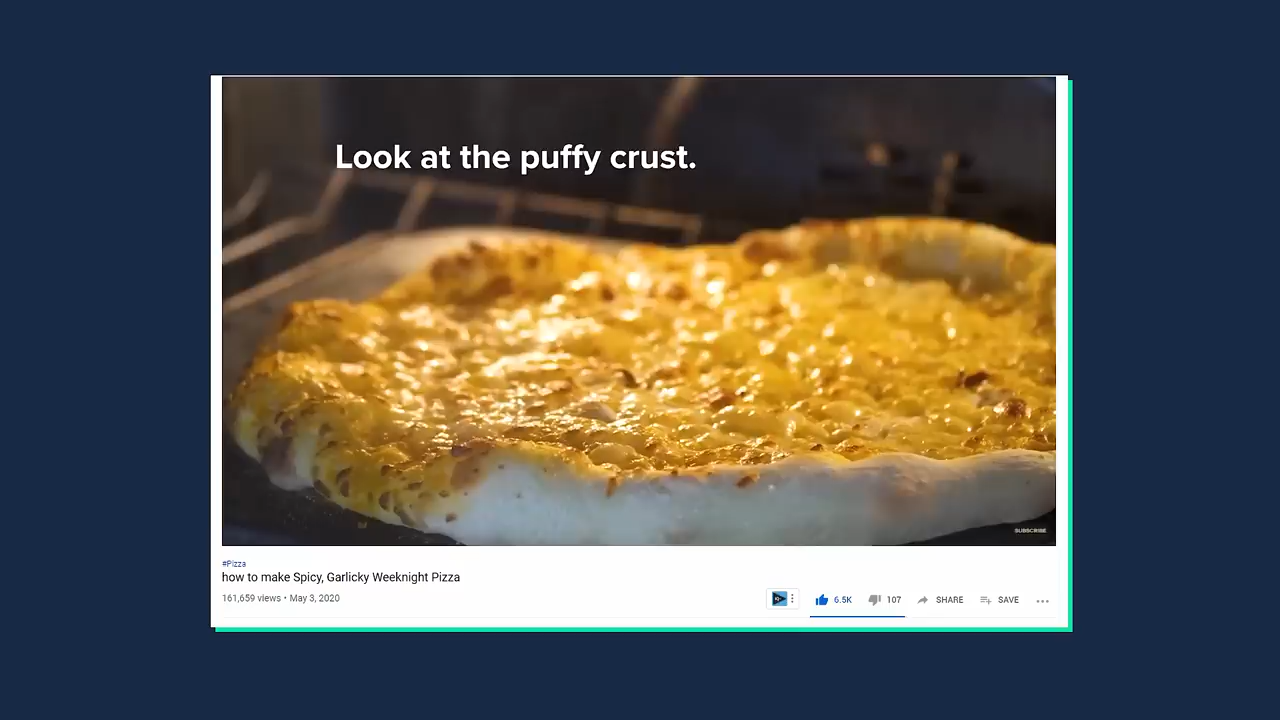 Look at the puffy crust.
SUBSCRIBE
#Pizza
how to make Spicy, Garlicky Weeknight Pizza
161,659 views • May 3, 2020
6.5K 107 SHARE SAVE